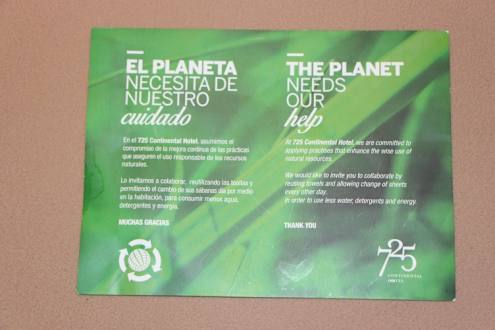 EL PLANETA
NECESITA DE
NUESTRO
cuidado
En el 725 Continental Hotel, asumimos el
compromiso de la mejora continua de las prácticas
que aseguren el uso responsable de los recursos
naturales.
Lo invitamos a colaborar, reutilizando las toallas y
permitiendo el cambio de sus sábanas día por medio
en la habitación, para consumir menos agua,
detergentes y energía.
MUCHAS GRACIAS
THE PLANET
NEEDS
OUR
help
At 725 Continental Hotel, we are committed to
applying practices that enhance the wise use of
natural resources.
We would like to invite you to collaborate by
reusing towels and allowing change of sheets
every other day.
In order to use less water, detergents and energy.
THANK YOU
725
CONTINENTAL
HOTEL